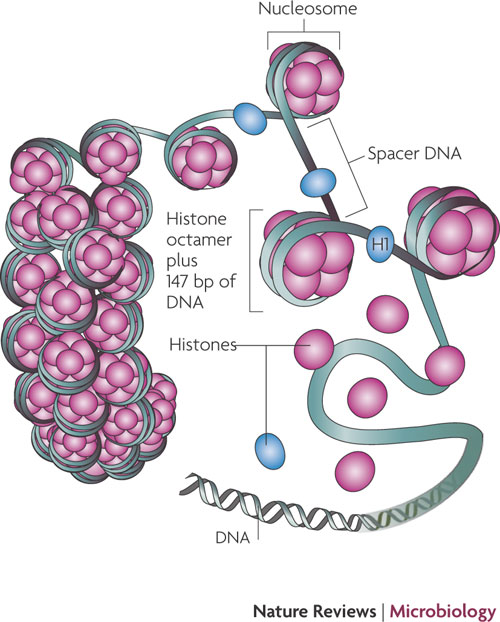 Nucleosome
Spacer DNA
Histone
octamer
plus
147 bp of
DNA
H1
Histones
DNA
Nature Reviews | Microbiology